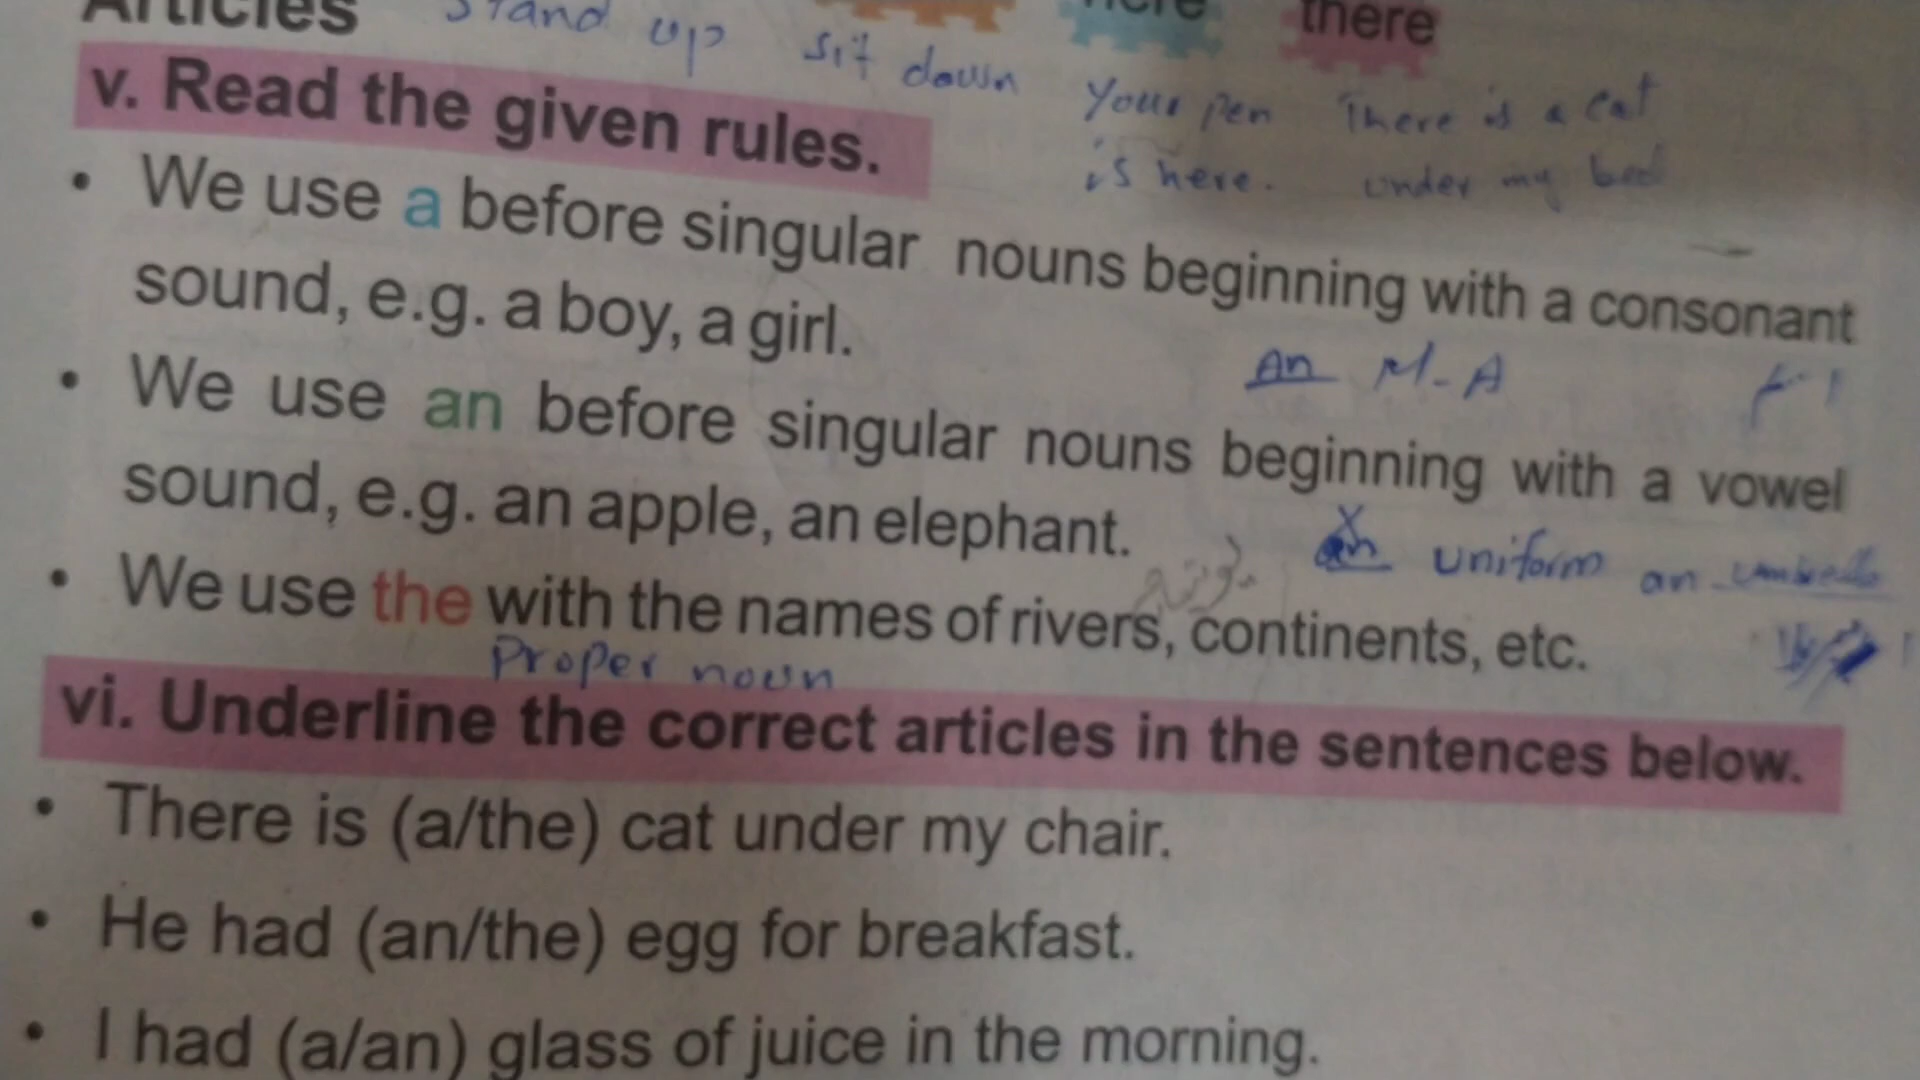 Articles Stand up sit down here there
Your pen There is a cat
is here. under my bed
v. Read the given rules.
• We use a before singular nouns beginning with a consonant
sound, e.g. a boy, a girl.
An M-A
• We use an before singular nouns beginning with a vowel
sound, e.g. an apple, an elephant.
an uniform an umbrella
• We use the with the names of rivers, continents, etc.
Proper noun
vi. Underline the correct articles in the sentences below.
• There is (a/the) cat under my chair.
• He had (an/the) egg for breakfast.
• I had (a/an) glass of juice in the morning.